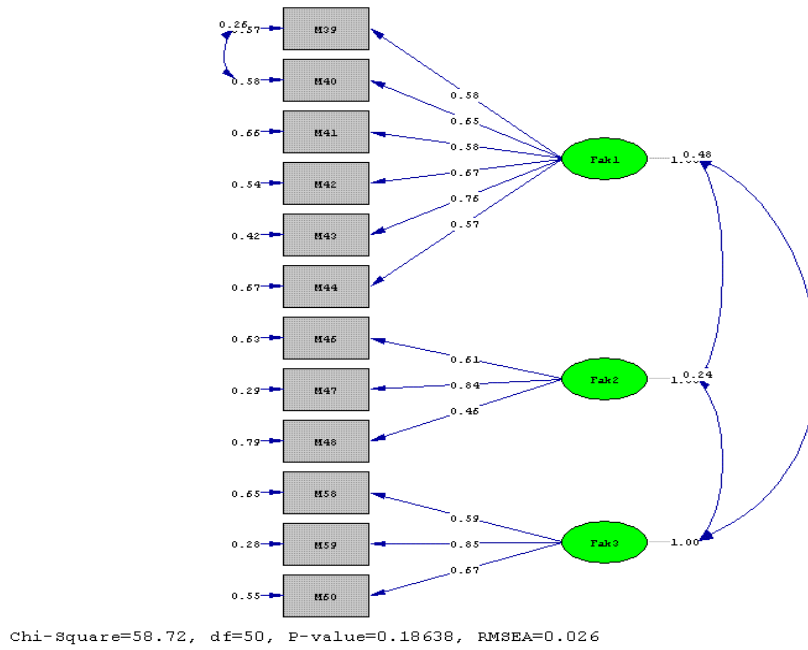 0.26
0.57 M39
0.58 M40
0.66 M41
0.54 M42
0.42 M43
0.67 M44
0.63 M46
0.29 M47
0.79 M48
0.65 M58
0.28 M59
0.55 M60
0.58
0.65
0.58
0.67
0.76
0.57
Fak1
1.00
0.48
0.61
0.84
0.46
Fak2
1.00
0.24
0.59
0.85
0.67
Fak3
1.00
Chi-Square=58.72, df=50, P-value=0.18638, RMSEA=0.026